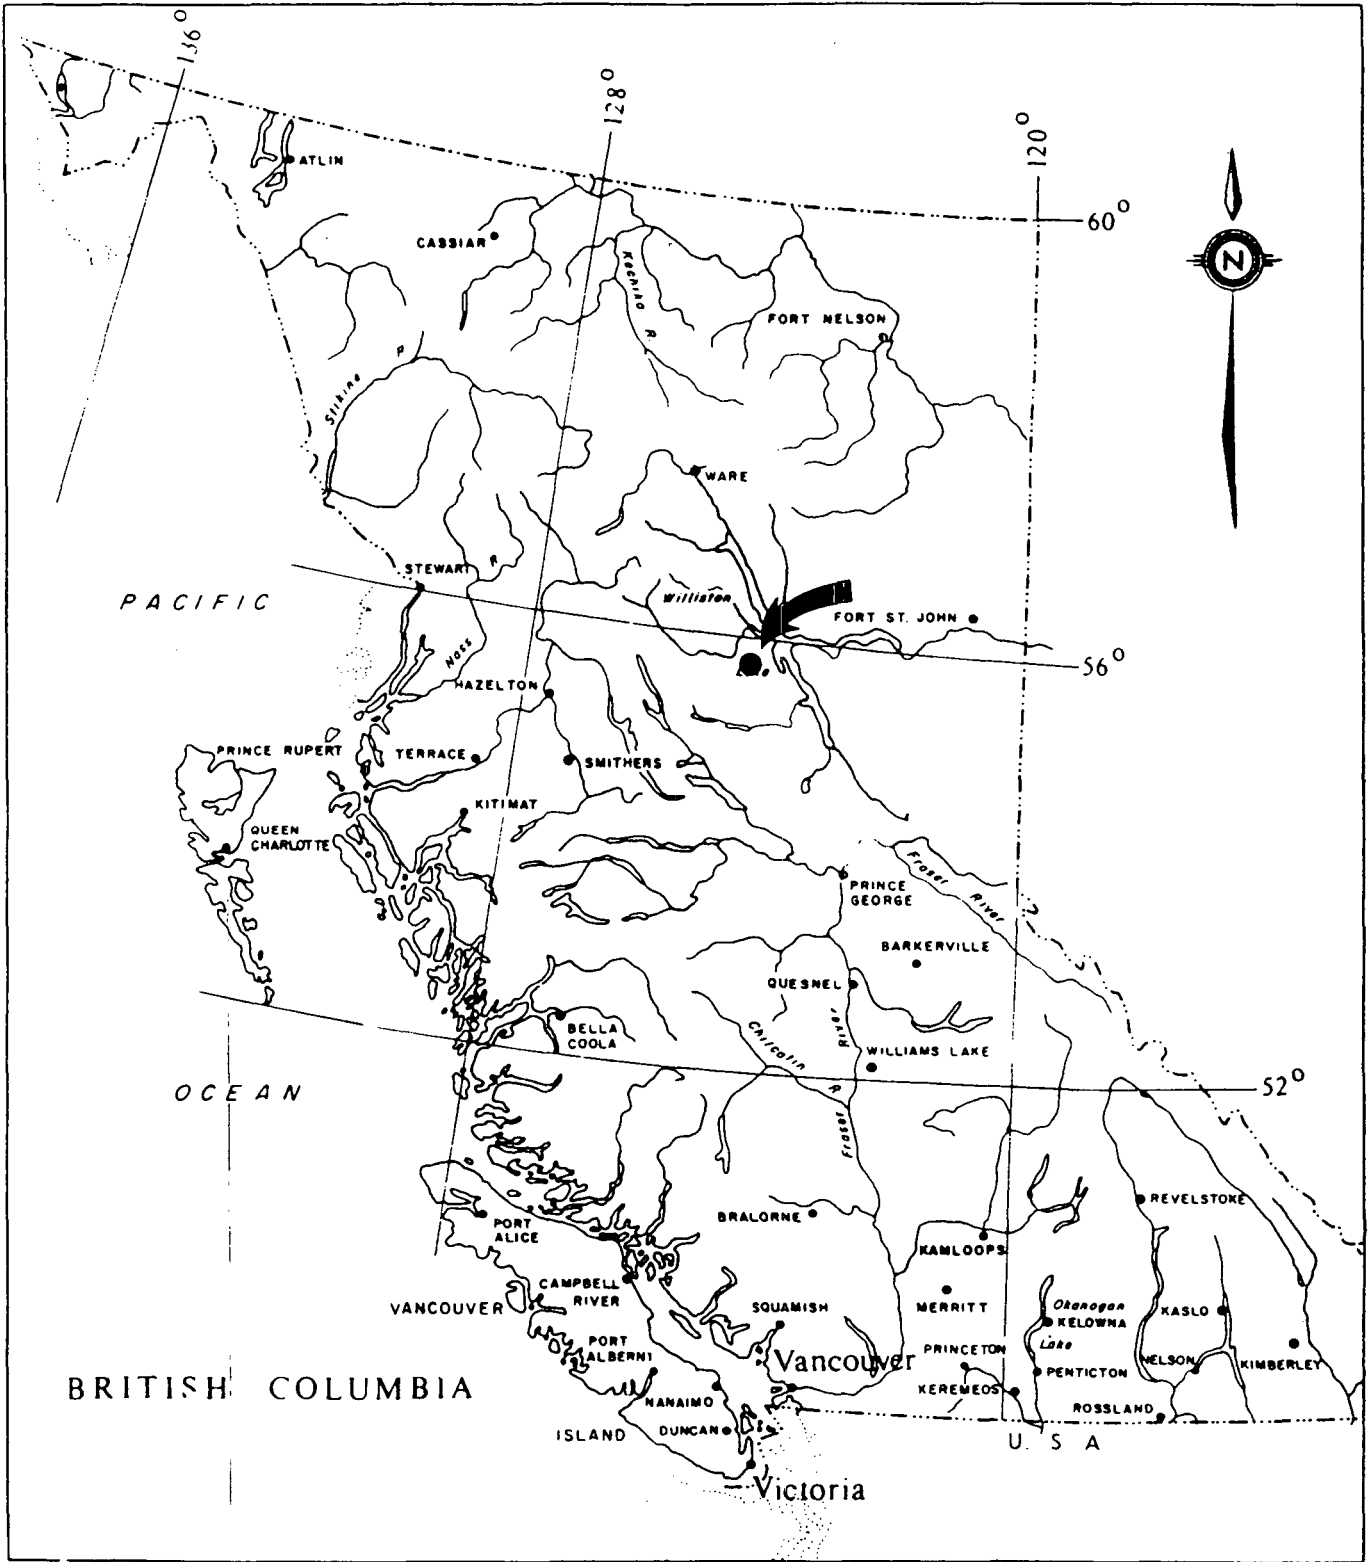 136°
128°
120°
ATLIN
60°
CASSIAR
N
Kechika R.
FORT NELSON
R
Stikine
WARE
R
STEWART
PACIFIC
Williston
FORT ST. JOHN
56°
Nass
HAZELTON
PRINCE RUPERT
TERRACE
SMITHERS
KITIMAT
QUEEN
CHARLOTTE
Fraser River
PRINCE
GEORGE
BARKERVILLE
QUESNEL
River
BELLA
COOLA
Chilcotin R
WILLIAMS LAKE
OCEAN
52°
Fraser
REVELSTOKE
BRALORNE
PORT
ALICE
KAMLOOPS
CAMPBELL
RIVER
VANCOUVER
SQUAMISH
MERRITT
Okanagan
KASLO
KELOWNA
Lake
PORT
ALBERNI
Vancouver
PRINCETON
NELSON
KIMBERLEY
PENTICTON
BRITISH COLUMBIA
KEREMEOS
NANAIMO
ROSSLAND
ISLAND
DUNCAN
U. S A
Victoria